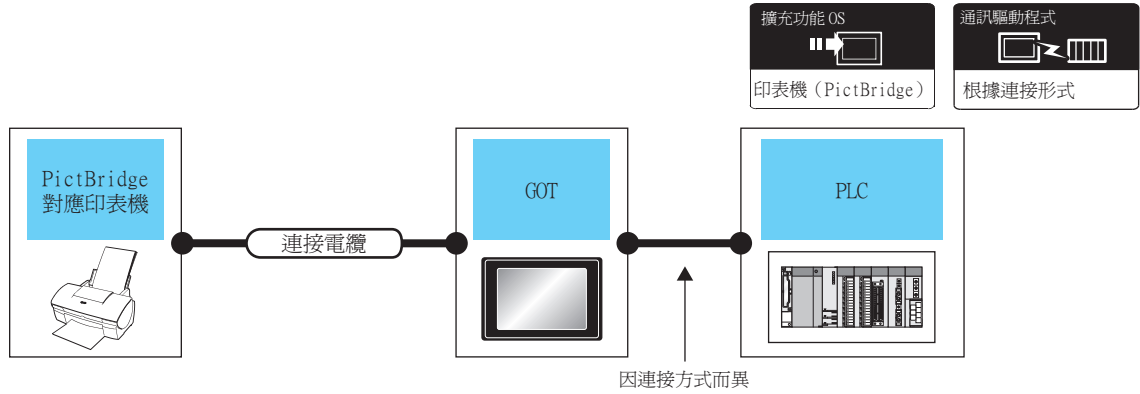 擴充功能 OS
通訊驅動程式
印表機（PictBridge）
根據連接形式
PictBridge
對應印表機
GOT
PLC
連接電纜
因連接方式而異